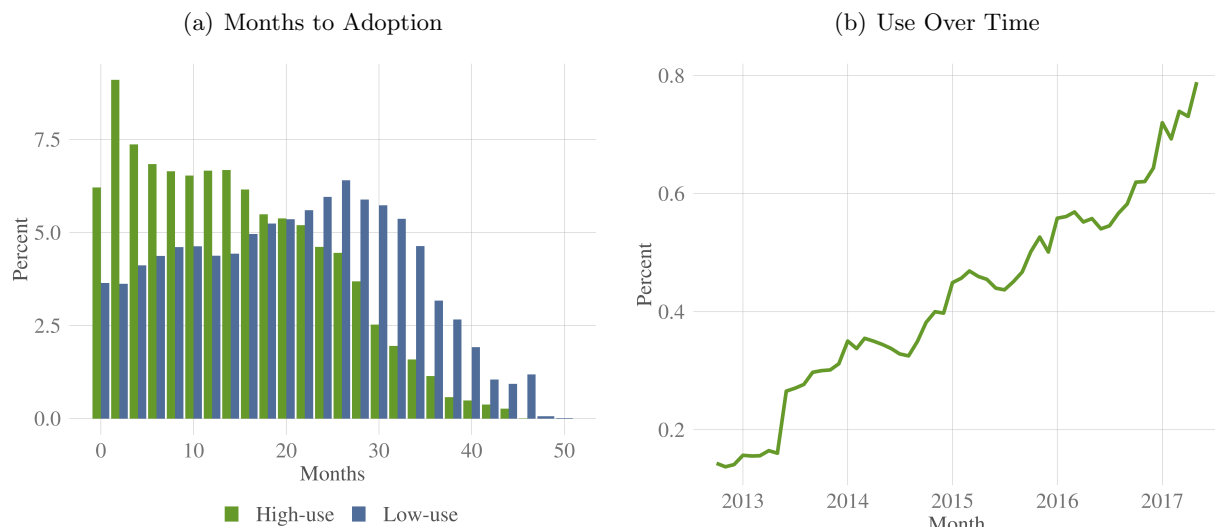 (a) Months to Adoption
7.5
5.0
2.5
0.0
Percent
0 10 20 30 40 50
Months
High-use Low-use
(b) Use Over Time
0.8
0.6
0.4
0.2
Percent
2013 2014 2015 2016 2017
Month